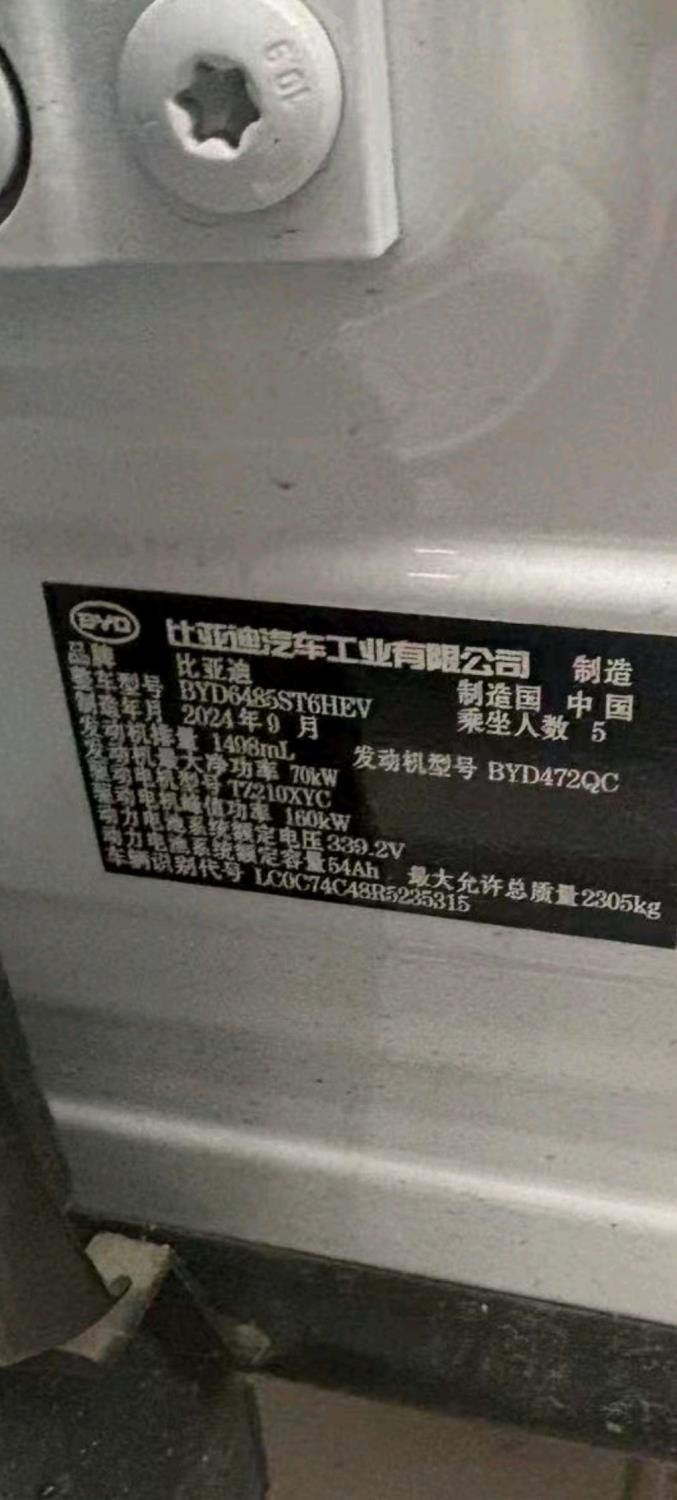 10.9
BYD 比亚迪汽车工业有限公司 制造
品牌 比亚迪 制造国 中国
整车型号 BYD6485ST6HEV 乘坐人数 5
制造年月 2024年9月
发动机排量 1498mL 发动机型号 BYD472QC
发动机最大净功率 70kW
驱动电机型号 TZ210XYC
驱动电机峰值功率 160kW
动力电池系统额定电压 339.2V
动力电池系统额定容量 54Ah 最大允许总质量 2305kg
车辆识别代号 LC0C74C48R5235315